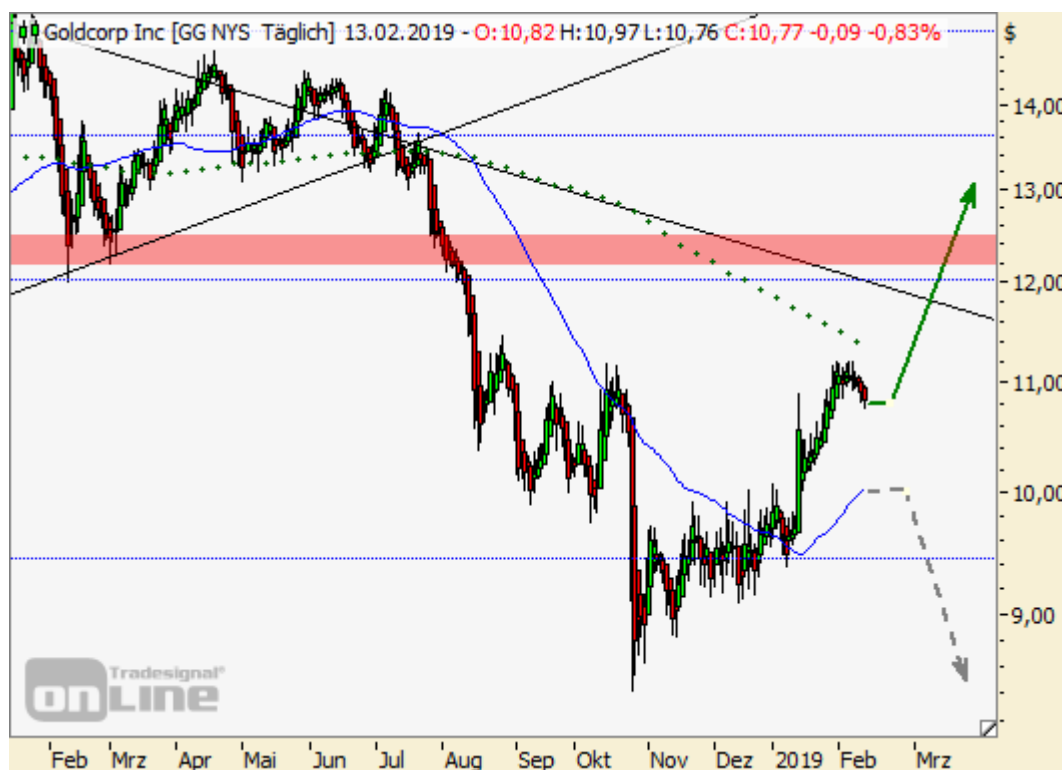 Goldcorp Inc [GG NYS Täglich] 13.02.2019 - O:10,82 H:10,97 L:10,76 C:10,77 -0,09 -0,83%
$
14,00
13,00
12,00
11,00
10,00
9,00
Tradesignal®
onLine
Feb Mrz Apr Mai Jun Jul Aug Sep Okt Nov Dez 2019 Feb Mrz